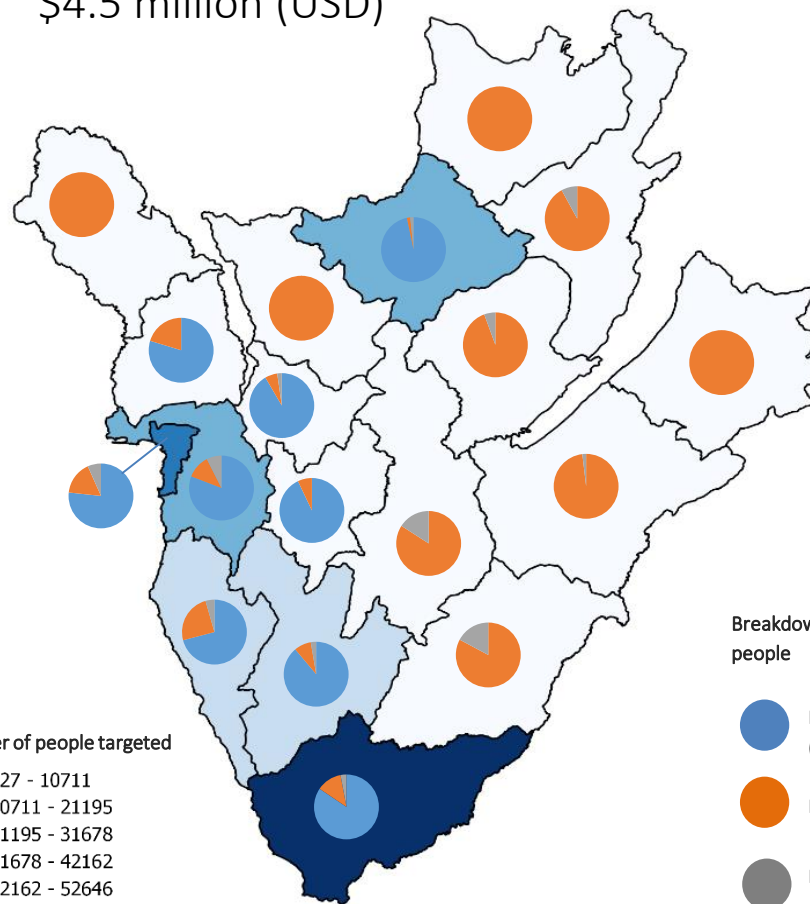 $4.5 million (USD)
Breakdow
people
er of people targeted
27 - 10711
0711 - 21195
1195 - 31678
1678 - 42162
2162 - 52646